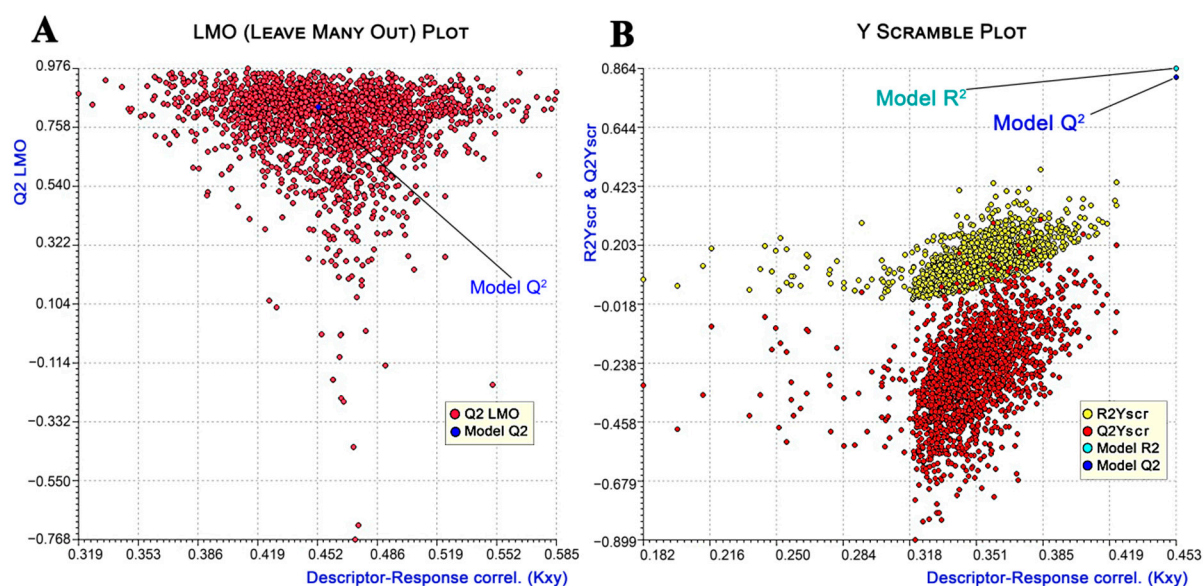 A
LMO (LEAVE MANY OUT) PLOT
Q2 LMO
0.976
0.758
0.540
0.322
0.104
−0.114
−0.332
−0.550
−0.768
Model Q²
Q2 LMO
Model Q2
0.319 0.353 0.386 0.419 0.452 0.486 0.519 0.552 0.585
Descriptor-Response correl. (Kxy)
B
Y SCRAMBLE PLOT
R2Yscr & Q2Yscr
0.864
0.644
0.423
0.203
-0.018
-0.238
-0.458
-0.679
-0.899
Model R²
Model Q²
R2Yscr
Q2Yscr
Model R2
Model Q2
0.182 0.216 0.250 0.284 0.318 0.351 0.385 0.419 0.453
Descriptor-Response correl. (Kxy)